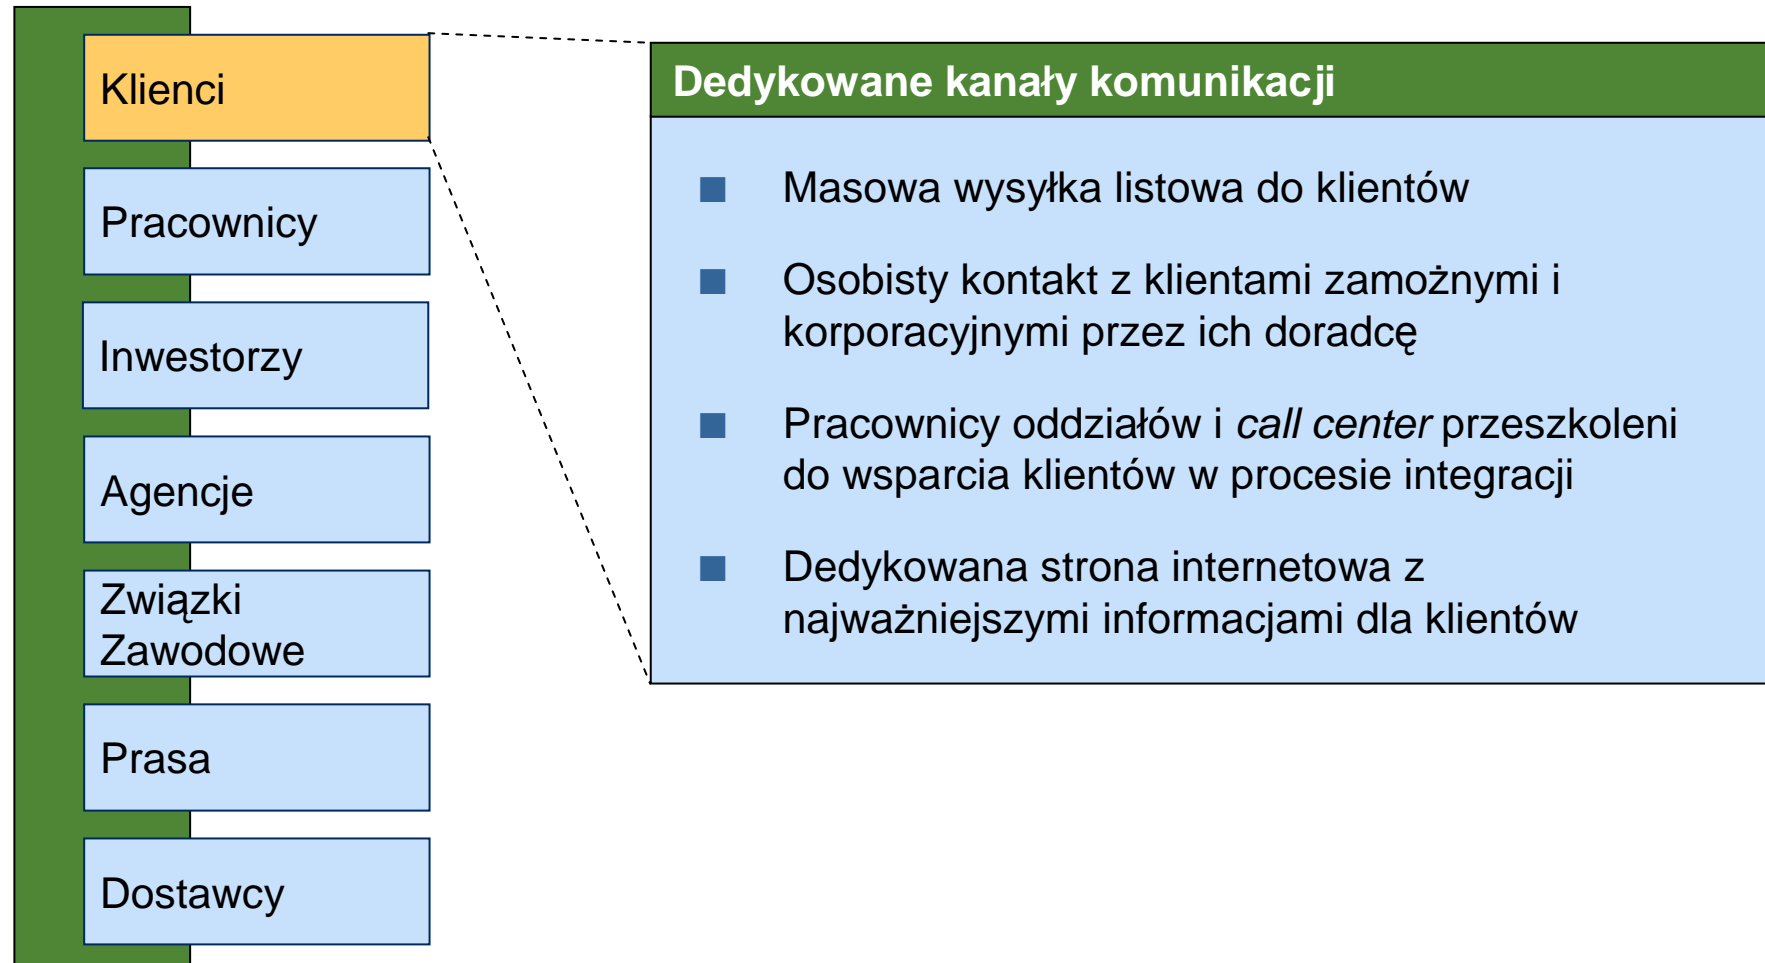 Klienci
Pracownicy
Inwestorzy
Agencje
Związki
Zawodowe
Prasa
Dostawcy
Dedykowane kanały komunikacji
Masowa wysyłka listowa do klientów
Osobisty kontakt z klientami zamożnymi i
korporacyjnymi przez ich doradcę
Pracownicy oddziałów i call center przeszkoleni
do wsparcia klientów w procesie integracji
Dedykowana strona internetowa z
najważniejszymi informacjami dla klientów